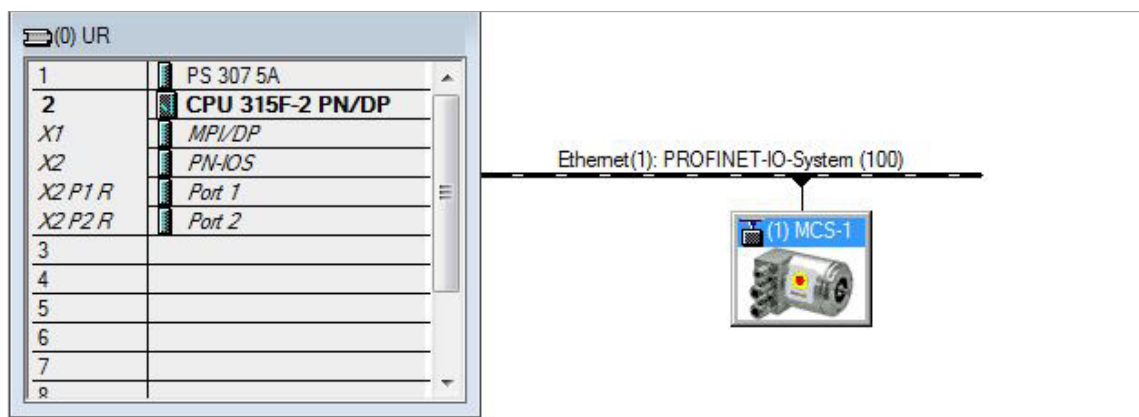 (0) UR
1 PS 307 5A
2 CPU 315F-2 PN/DP
X1 MPI/DP
X2 PN-IOS
X2 P1 R Port 1
X2 P2 R Port 2
3
4
5
6
7
8
Ethernet(1): PROFINET-IO-System (100)
(1) MCS-1